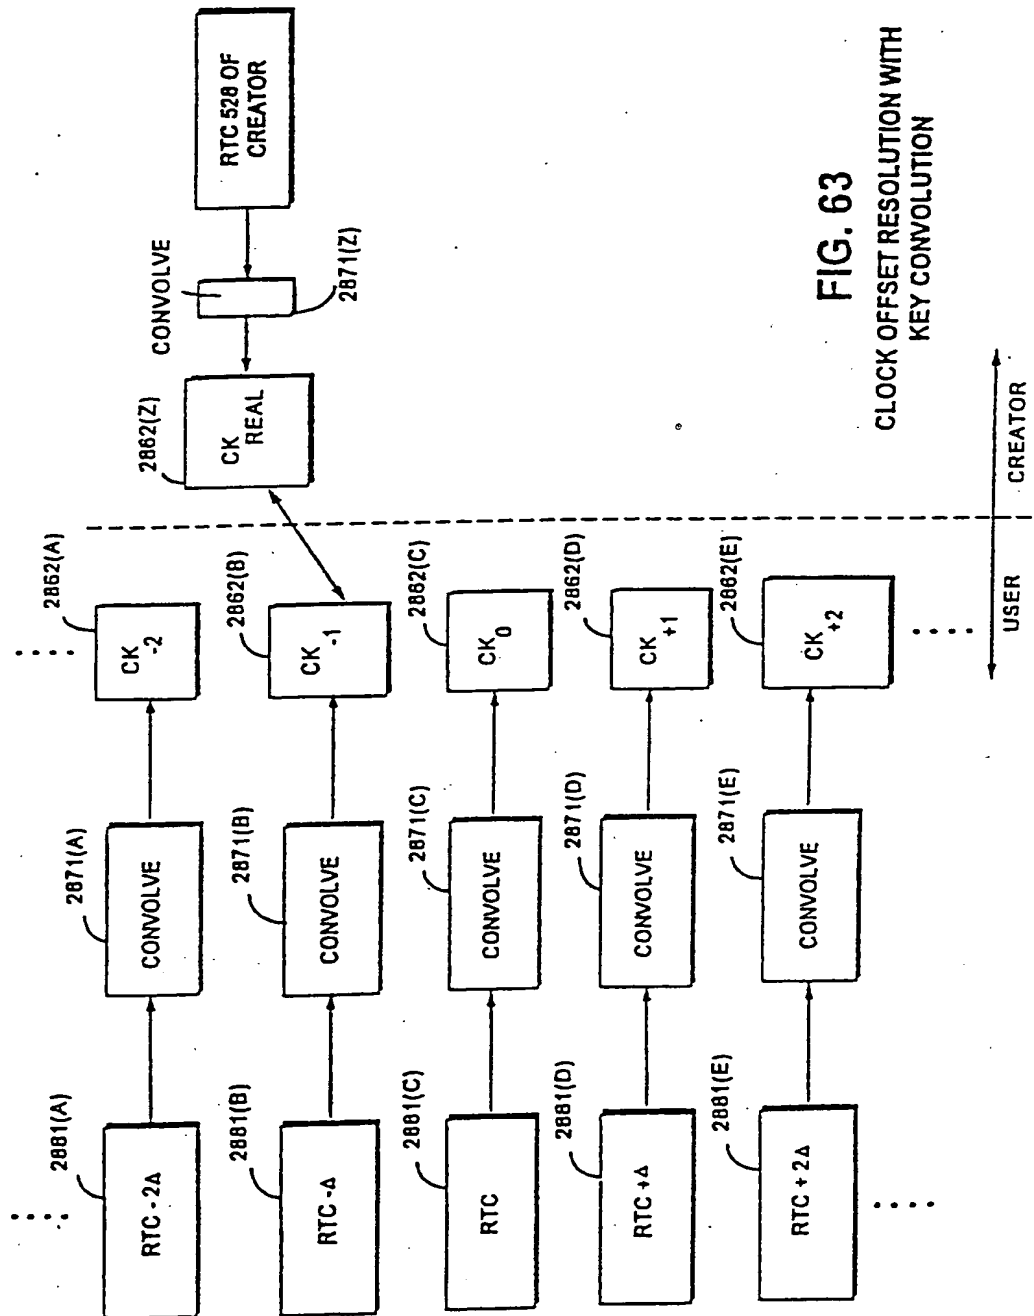 2881(A)
RTC - 2Δ
2871(A)
CONVOLVE
2862(A)
CK -2
2881(B)
RTC - Δ
2871(B)
CONVOLVE
2862(B)
CK -1
2881(C)
RTC
2871(C)
CONVOLVE
2862(C)
CK 0
2881(D)
RTC + Δ
2871(D)
CONVOLVE
2862(D)
CK +1
2881(E)
RTC + 2Δ
2871(E)
CONVOLVE
2862(E)
CK +2
2862(Z)
CK REAL
CONVOLVE
2871(Z)
RTC 528 OF
CREATOR
USER
CREATOR
FIG. 63
CLOCK OFFSET RESOLUTION WITH
KEY CONVOLUTION